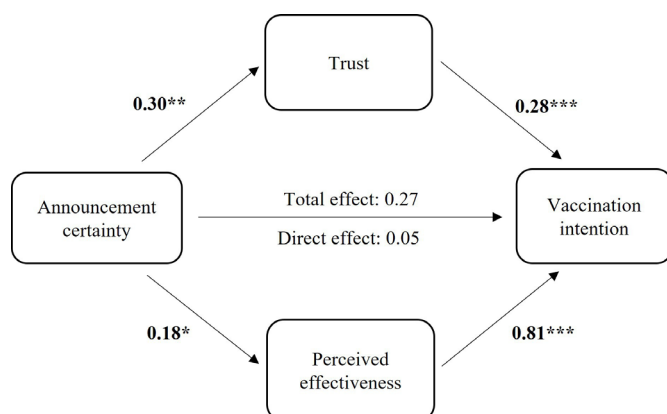 Trust
0.30**
0.28***
Announcement
certainty
Total effect: 0.27
Direct effect: 0.05
Vaccination
intention
0.18*
0.81***
Perceived
effectiveness